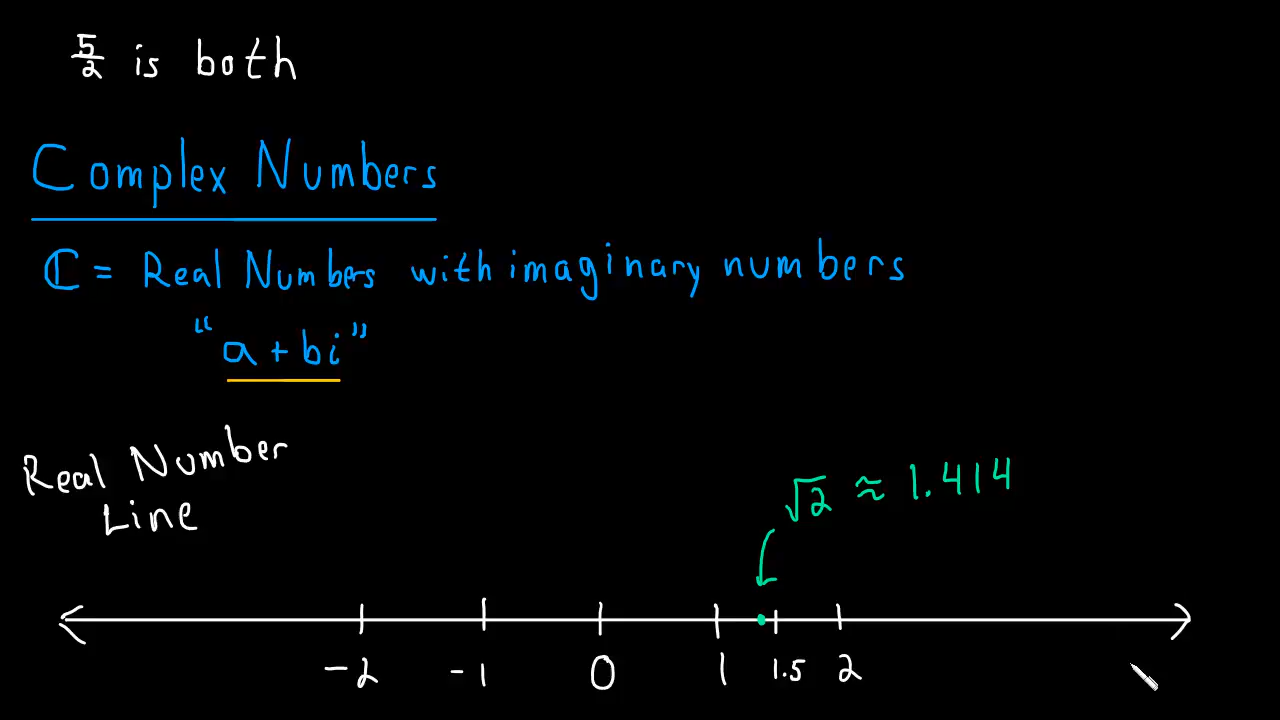 5/2 is both
Complex Numbers
ℂ = Real Numbers with imaginary numbers
"a + bi"
Real Number
Line
√2 ≈ 1.414
-2 -1 0 1 1.5 2